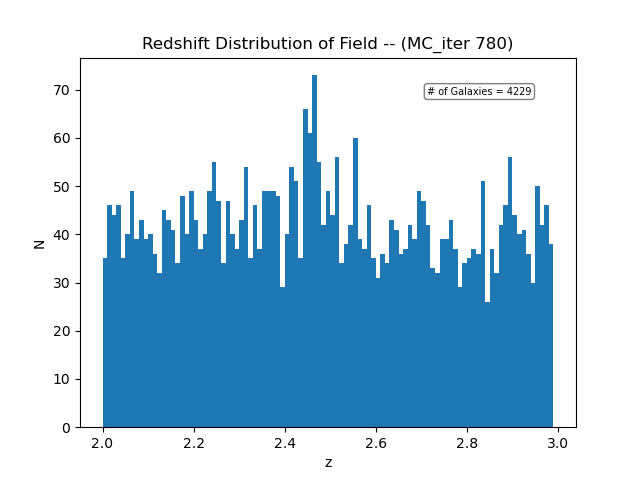 Redshift Distribution of Field -- (MC_iter 780)
# of Galaxies = 4229
70
60
50
40
30
20
10
0
N
2.0 2.2 2.4 2.6 2.8 3.0
z